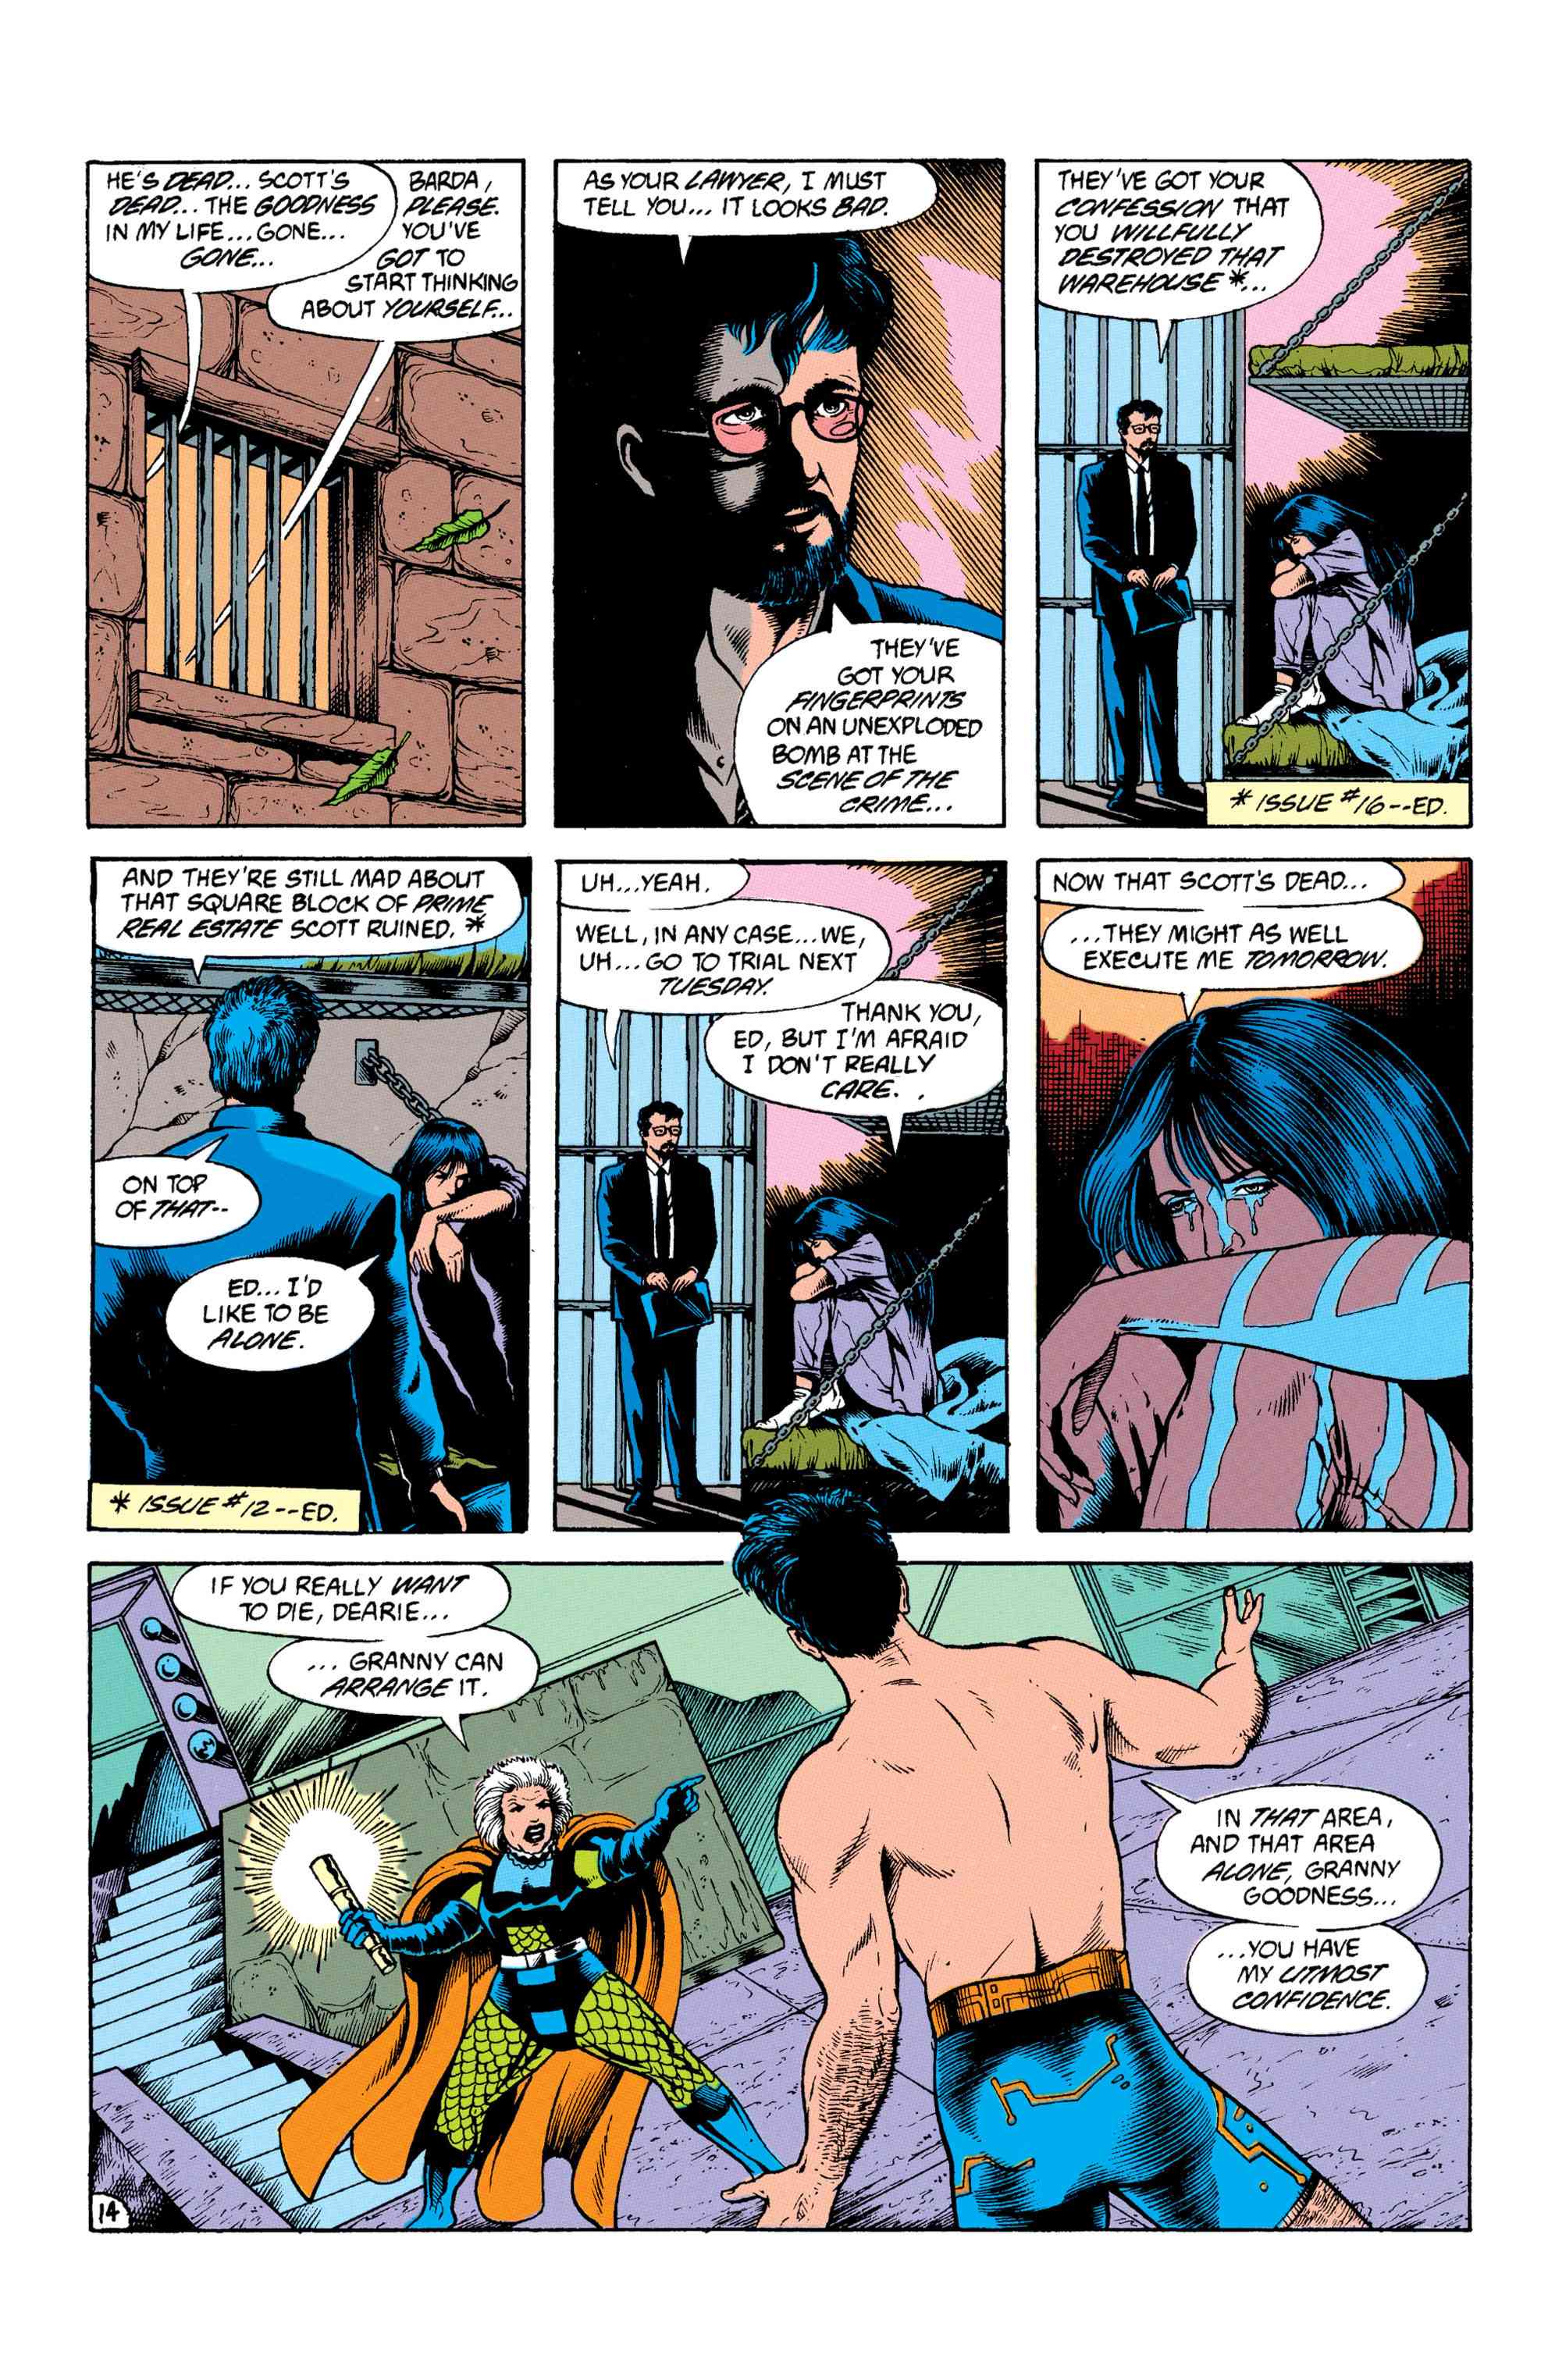 HE'S DEAD... SCOTT'S
DEAD... THE GOODNESS
IN MY LIFE...GONE...
GONE...
BARDA,
PLEASE.
YOU'VE
GOT TO
START THINKING
ABOUT YOURSELF...
AS YOUR LAWYER, I MUST
TELL YOU... IT LOOKS BAD.
THEY'VE
GOT YOUR
FINGERPRINTS
ON AN UNEXPLODED
BOMB AT THE
SCENE OF THE
CRIME...
THEY'VE GOT YOUR
CONFESSION THAT
YOU WILLFULLY
DESTROYED THAT
WAREHOUSE *...
* ISSUE #16--ED.
AND THEY'RE STILL MAD ABOUT
THAT SQUARE BLOCK OF PRIME
REAL ESTATE SCOTT RUINED. *
ON TOP
OF THAT--
ED... I'D
LIKE TO BE
ALONE.
* ISSUE #12--ED.
UH...YEAH.
WELL, IN ANY CASE...WE,
UH...GO TO TRIAL NEXT
TUESDAY.
THANK YOU,
ED, BUT I'M AFRAID
I DON'T REALLY
CARE. .
NOW THAT SCOTT'S DEAD...
...THEY MIGHT AS WELL
EXECUTE ME TOMORROW.
IF YOU REALLY WANT
TO DIE, DEARIE...
... GRANNY CAN
ARRANGE IT.
IN THAT AREA,
AND THAT AREA
ALONE, GRANNY
GOODNESS...
...YOU HAVE
MY UTMOST
CONFIDENCE.
DO
14